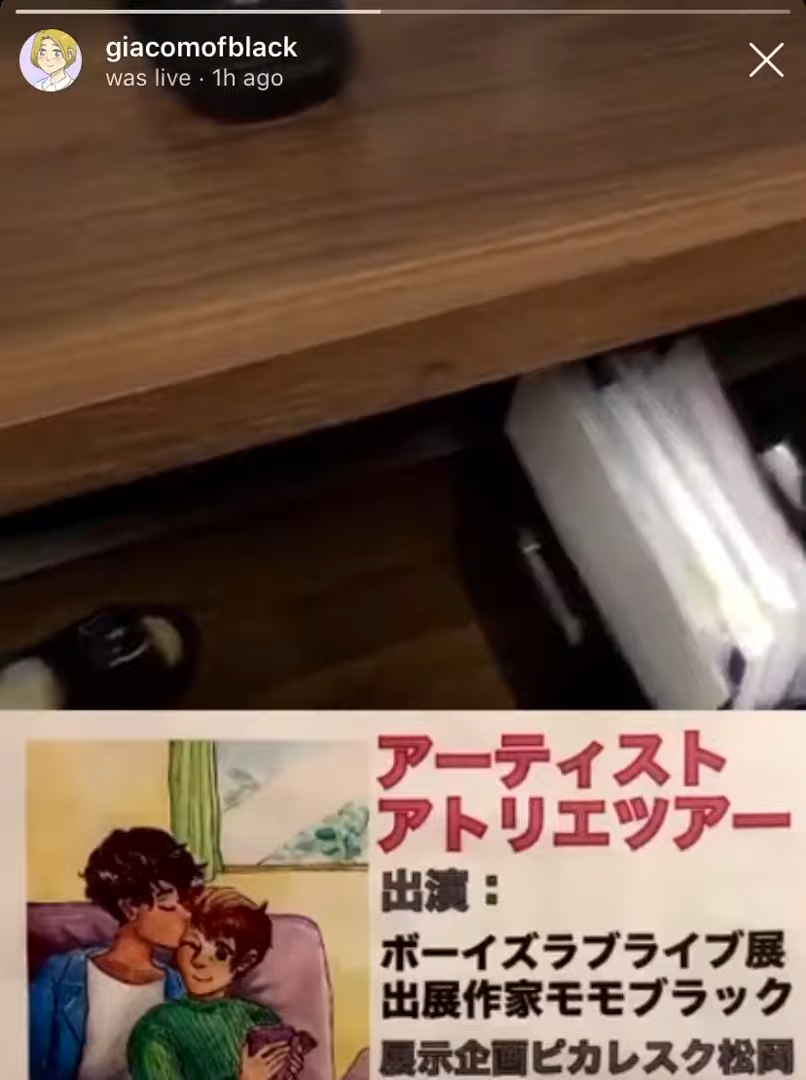 giacomofblack
was live · 1h ago
アーティスト
アトリエツアー
出演：
ボーイズラブライブ展
出展作家モモブラック
展示企画ピカレスク松岡